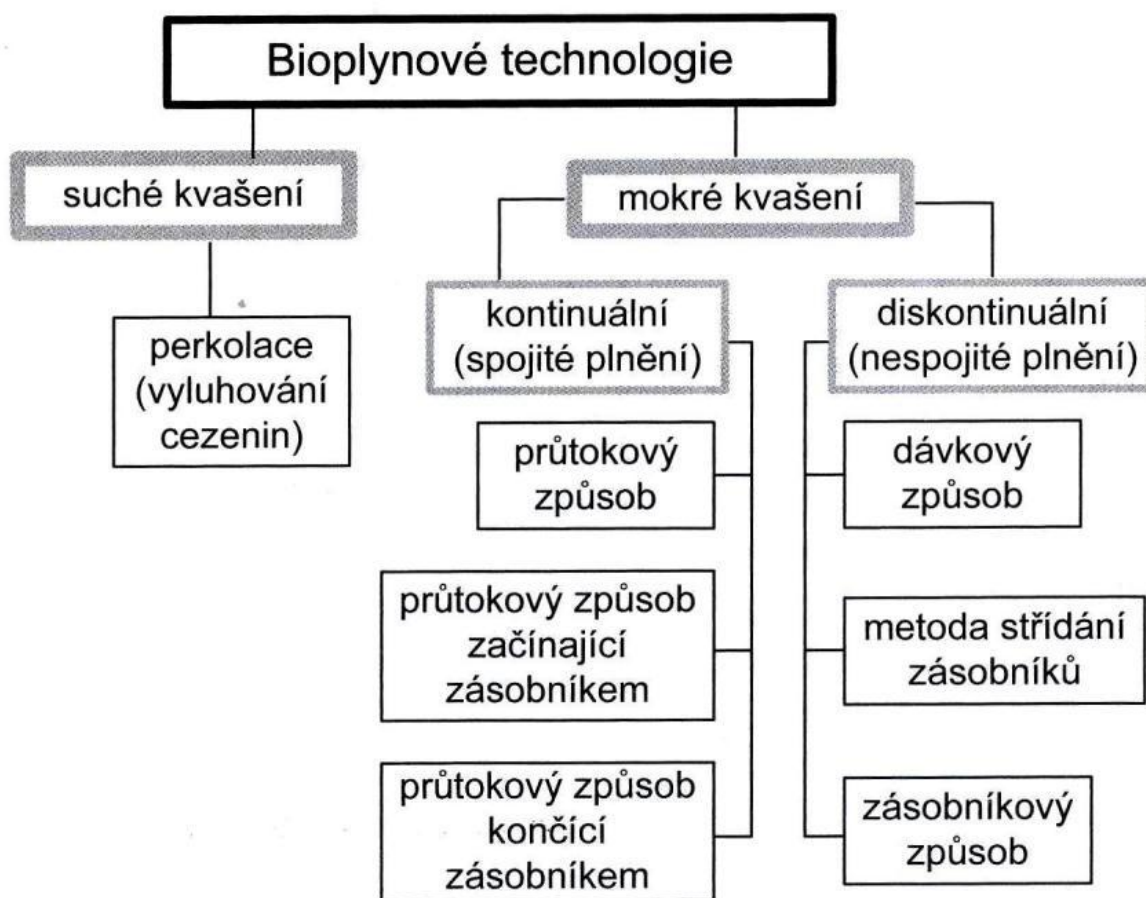 Bioplynové technologie
suché kvašení
mokré kvašení
perkolace
(vyluhování
cezenin)
kontinuální
(spojité plnění)
diskontinuální
(nespojité plnění)
průtokový
způsob
dávkový
způsob
průtokový způsob
začínající
zásobníkem
metoda střídání
zásobníků
průtokový způsob
končící
zásobníkem
zásobníkový
způsob